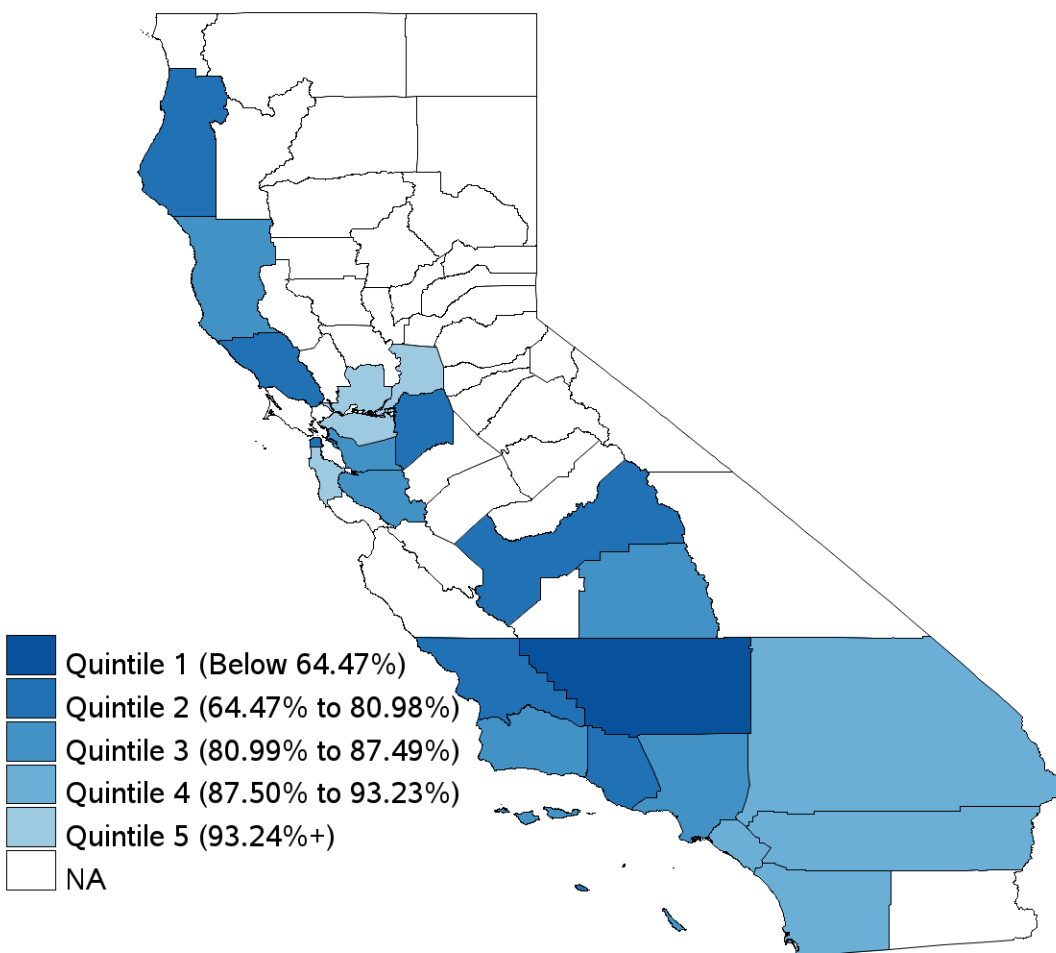 Quintile 1 (Below 64.47%)
Quintile 2 (64.47% to 80.98%)
Quintile 3 (80.99% to 87.49%)
Quintile 4 (87.50% to 93.23%)
Quintile 5 (93.24%+)
NA